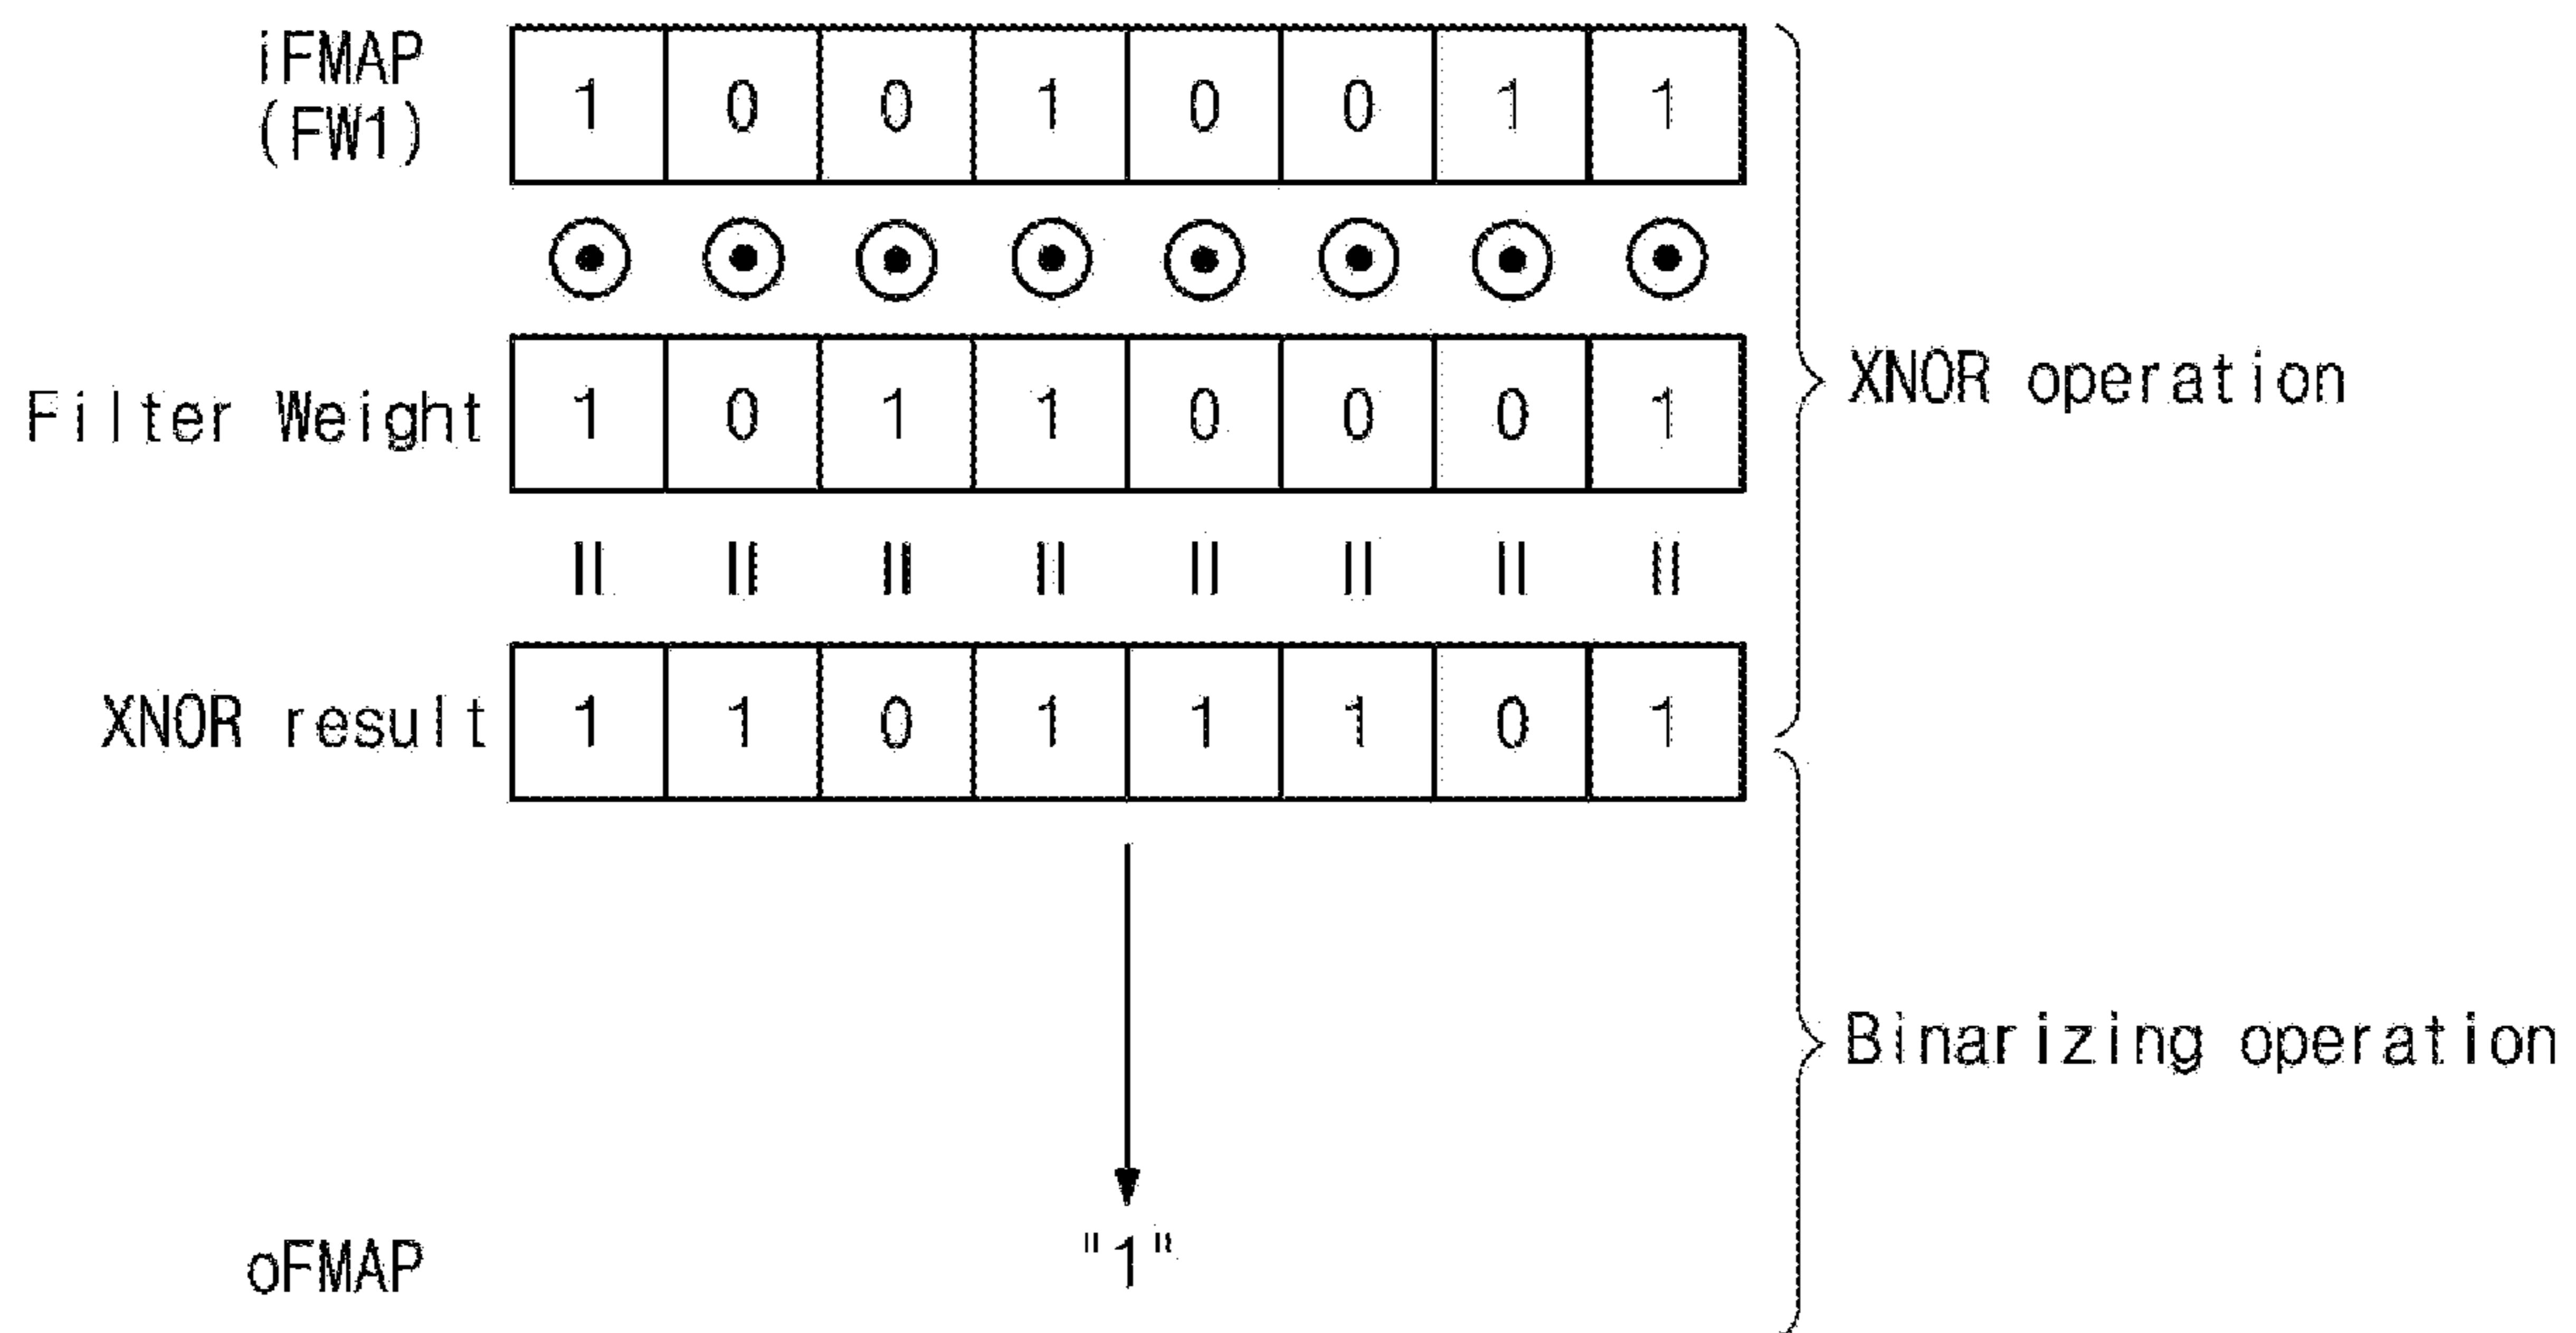 iFMAP
(FW1)
1 0 0 1 0 0 1 1
Filter Weight 1 0 1 1 0 0 0 1
XNOR operation
XNOR result 1 1 0 1 1 1 0 1
Binarizing operation
oFMAP "1"